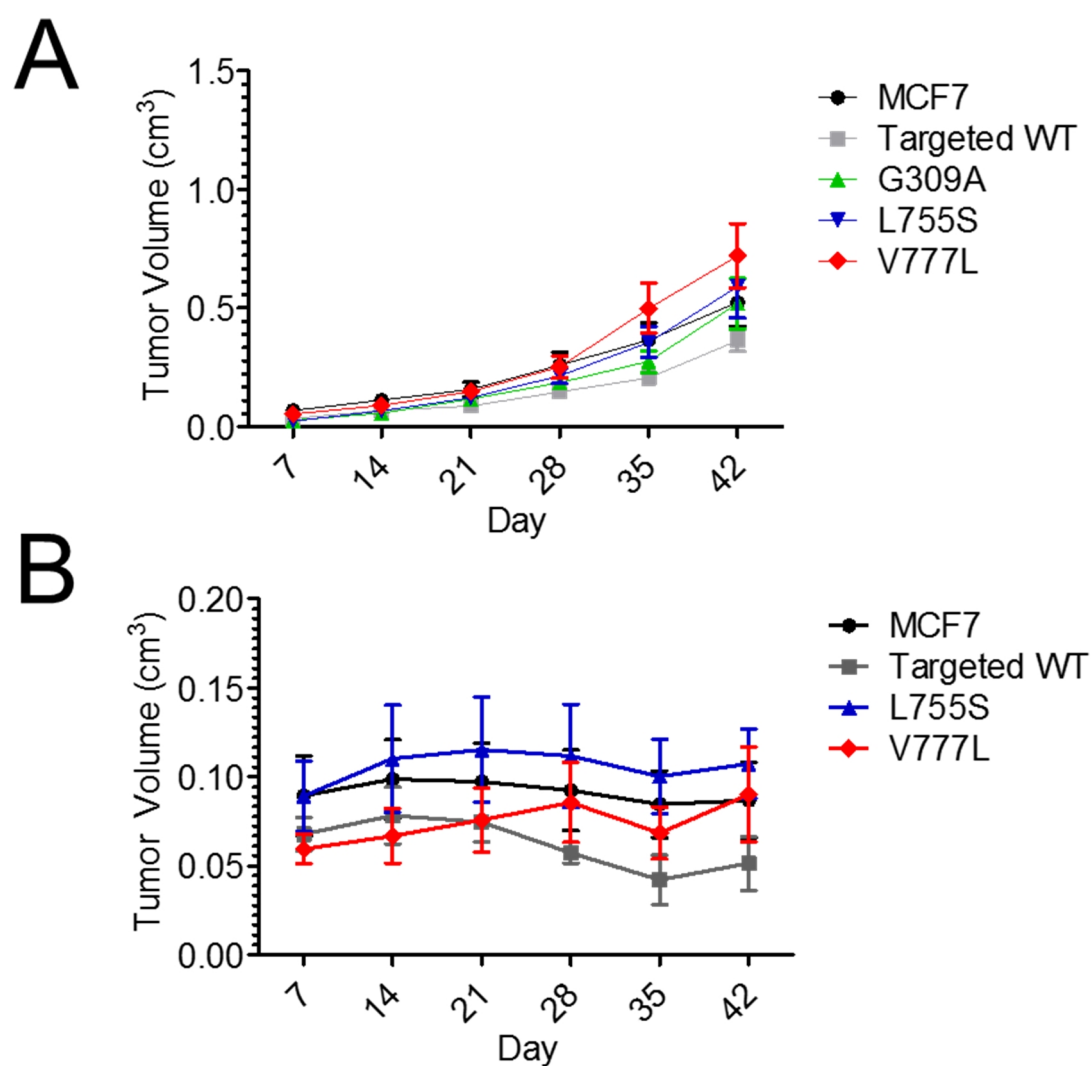 A
1.5
1.0
0.5
0.0
Tumor Volume (cm³)
7 14 21 28 35 42
Day
MCF7
Targeted WT
G309A
L755S
V777L
B
0.20
0.15
0.10
0.05
0.00
Tumor Volume (cm³)
7 14 21 28 35 42
Day
MCF7
Targeted WT
L755S
V777L